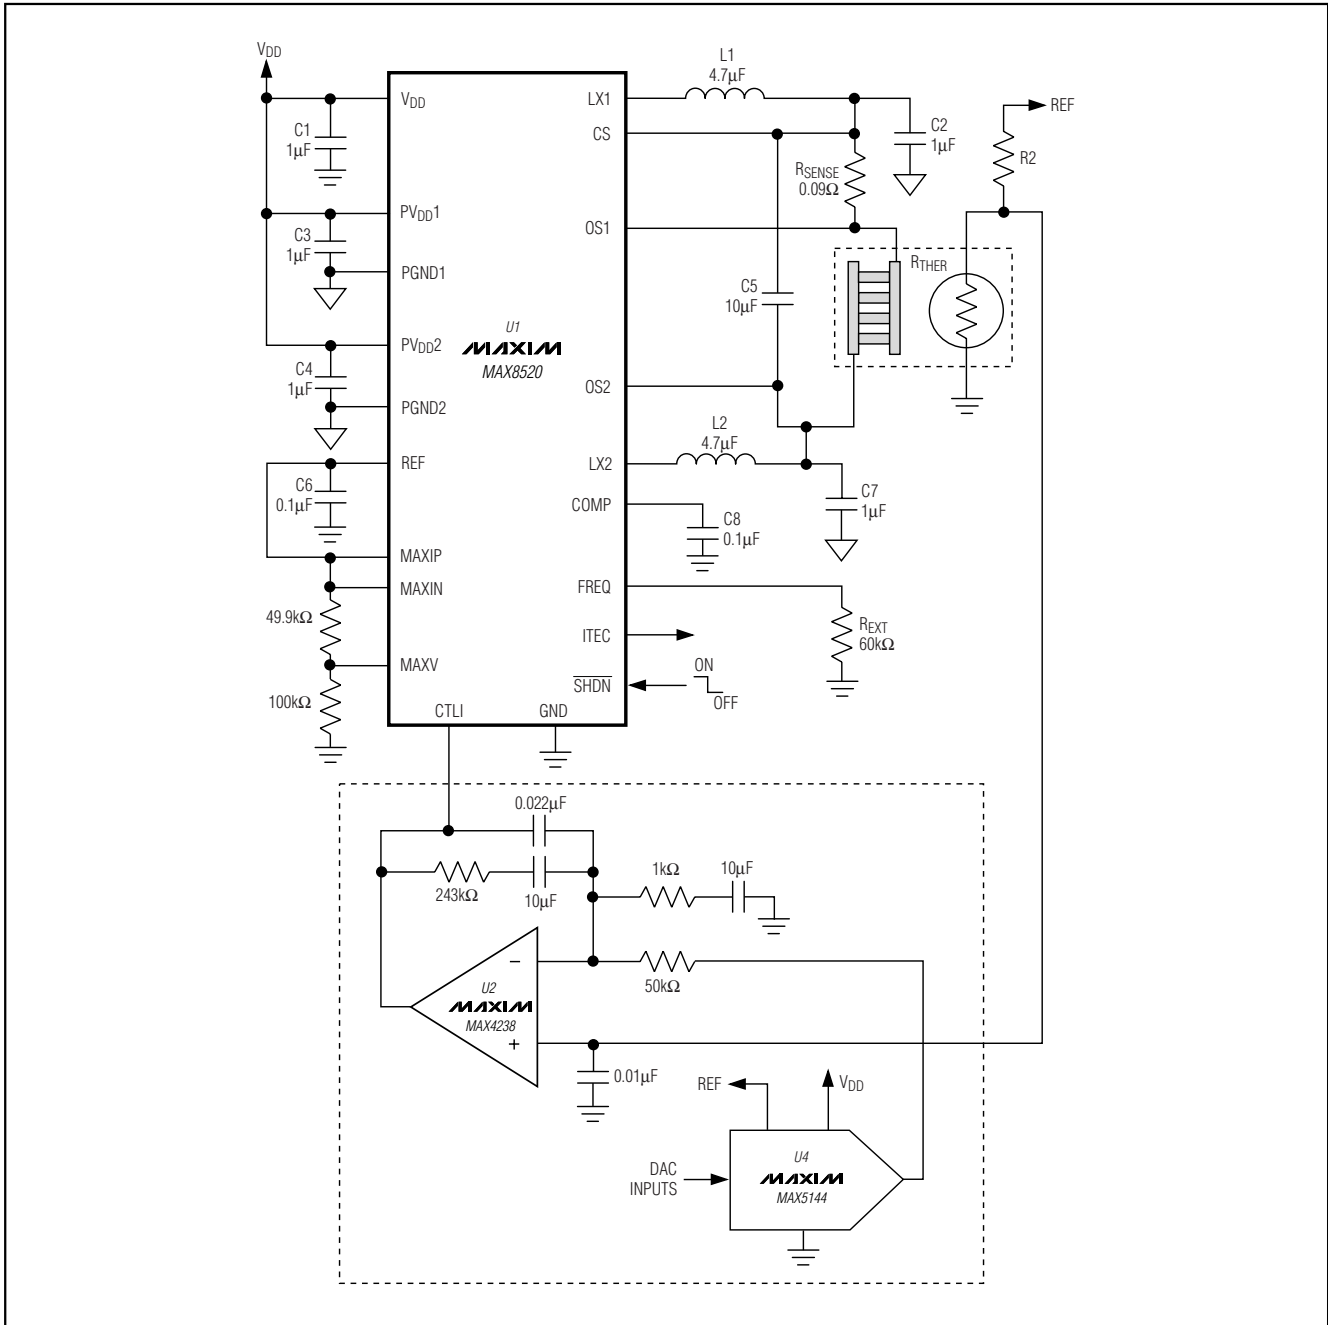 VDD
L1
4.7µF
VDD
LX1
REF
C1
1µF
CS
C2
1µF
R2
RSENSE
0.09Ω
PVDD1
OS1
C3
1µF
RTHER
PGND1
C5
10µF
U1
MAXIM
MAX8520
PVDD2
C4
1µF
OS2
PGND2
L2
4.7µF
REF
LX2
C6
0.1µF
C7
1µF
COMP
C8
0.1µF
MAXIP
MAXIN
FREQ
49.9kΩ
REXT
60kΩ
ITEC
MAXV
ON
SHDN
OFF
100kΩ
CTLI
GND
0.022µF
1kΩ
10µF
243kΩ
10µF
−
50kΩ
U2
MAXIM
MAX4238
+
0.01µF
REF
VDD
U4
MAXIM
MAX5144
DAC
INPUTS